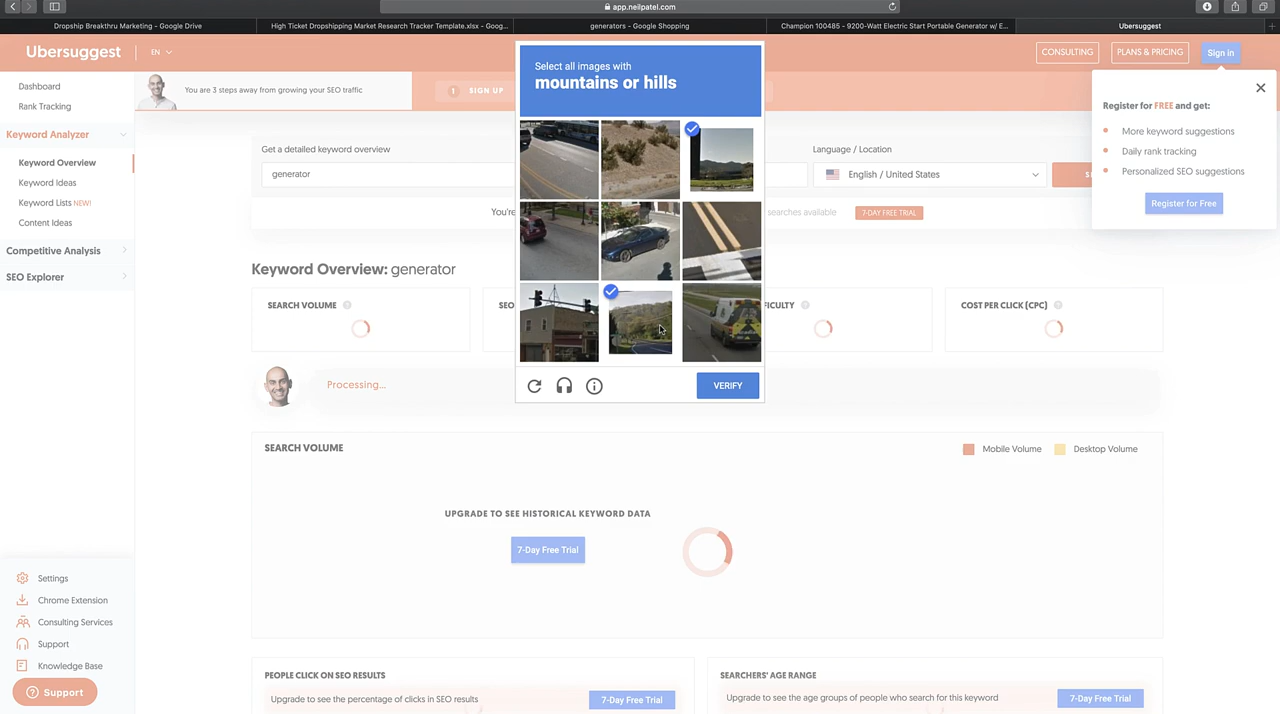 app.neilpatel.com
Dropship Breakthru Marketing - Google Drive
High Ticket Dropshipping Market Research Tracker Template.xlsx - Goog...
generators - Google Shopping
Champion 100485 - 9200-Watt Electric Start Portable Generator w/ E...
Ubersuggest
Ubersuggest
EN
CONSULTING
PLANS & PRICING
Sign in
You are 3 steps away from growing your SEO traffic
1 SIGN UP
Dashboard
Rank Tracking
Keyword Analyzer
Keyword Overview
Keyword Ideas
Keyword Lists NEW!
Content Ideas
Competitive Analysis
SEO Explorer
Settings
Chrome Extension
Consulting Services
Support
Knowledge Base
Support
Select all images with
mountains or hills
VERIFY
Register for FREE and get:
More keyword suggestions
Daily rank tracking
Personalized SEO suggestions
Register for Free
Get a detailed keyword overview
Language / Location
generator
English / United States
You're
searches available
7-DAY FREE TRIAL
Keyword Overview: generator
SEARCH VOLUME
SEO
COST PER CLICK (CPC)
Processing...
SEARCH VOLUME
Mobile Volume
Desktop Volume
UPGRADE TO SEE HISTORICAL KEYWORD DATA
7-Day Free Trial
PEOPLE CLICK ON SEO RESULTS
Upgrade to see the percentage of clicks in SEO results
7-Day Free Trial
SEARCHERS' AGE RANGE
Upgrade to see the age groups of people who search for this keyword
7-Day Free Trial